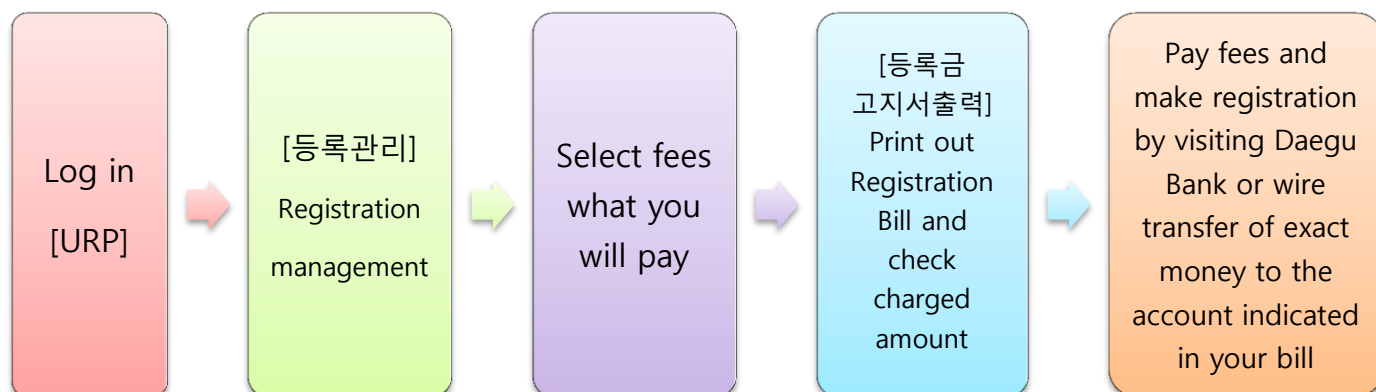 Log in
[URP]
[등록관리]
Registration
management
Select fees
what you
will pay
[등록금
고지서출력]
Print out
Registration
Bill and
check
charged
amount
Pay fees and
make registration
by visiting Daegu
Bank or wire
transfer of exact
money to the
account indicated
in your bill